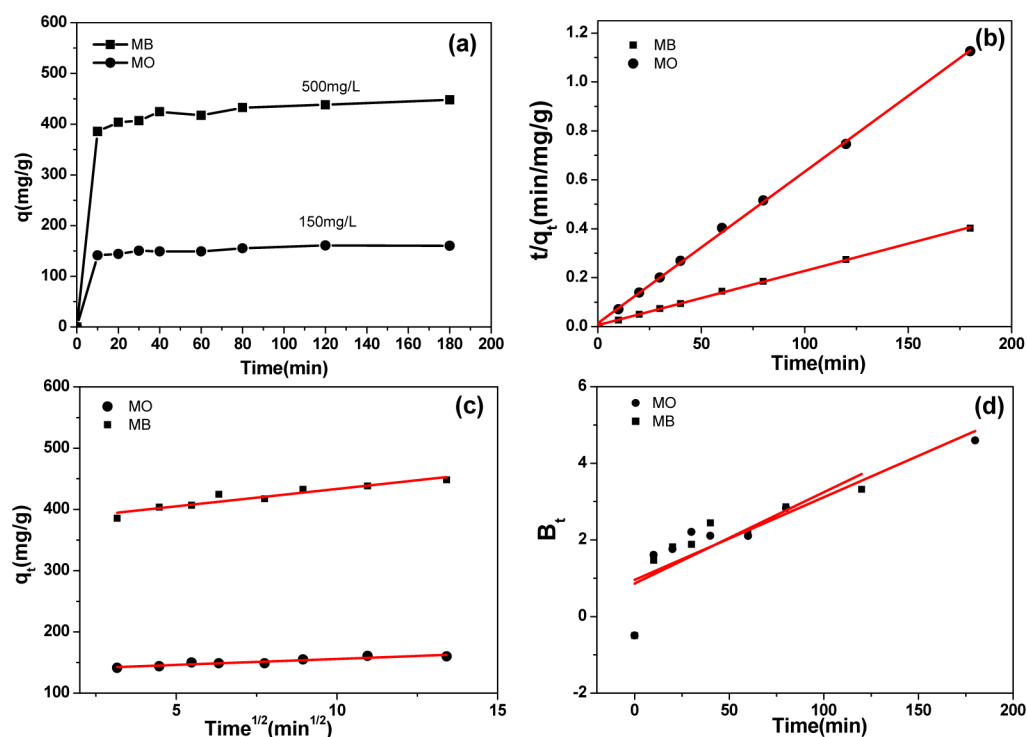 (a)
MB
MO
500mg/L
150mg/L
q(mg/g)
600
500
400
300
200
100
0
0 20 40 60 80 100 120 140 160 180 200
Time(min)
(b)
MB
MO
t/qt(min/mg/g)
1.2
1.0
0.8
0.6
0.4
0.2
0.0
0 50 100 150 200
Time(min)
(c)
MO
MB
qt(mg/g)
600
500
400
300
200
100
5 10 15
Time1/2(min1/2)
(d)
MO
MB
Bt
6
4
2
0
-2
0 50 100 150 200
Time(min)